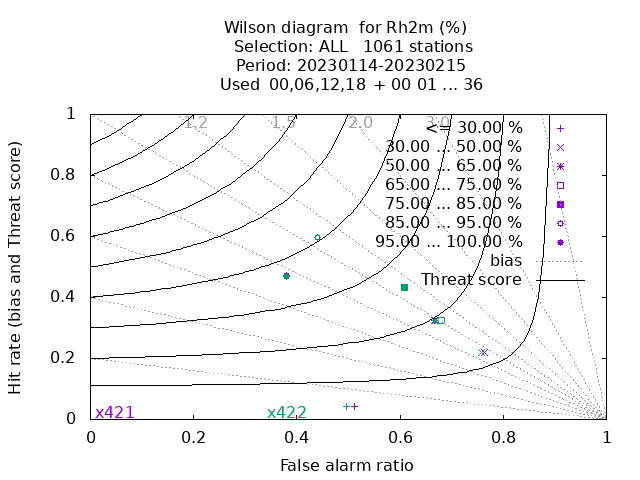 Wilson diagram for Rh2m (%)
Selection: ALL 1061 stations
Period: 20230114-20230215
Used 00,06,12,18 + 00 01 ... 36
Hit rate (bias and Threat score)
1
0.8
0.6
0.4
0.2
0
1.2
1.5
2.0
3.0
<= 30.00 %
30.00 ... 50.00 %
50.00 ... 65.00 %
65.00 ... 75.00 %
75.00 ... 85.00 %
85.00 ... 95.00 %
95.00 ... 100.00 %
bias
Threat score
x421
x422
0 0.2 0.4 0.6 0.8 1
False alarm ratio